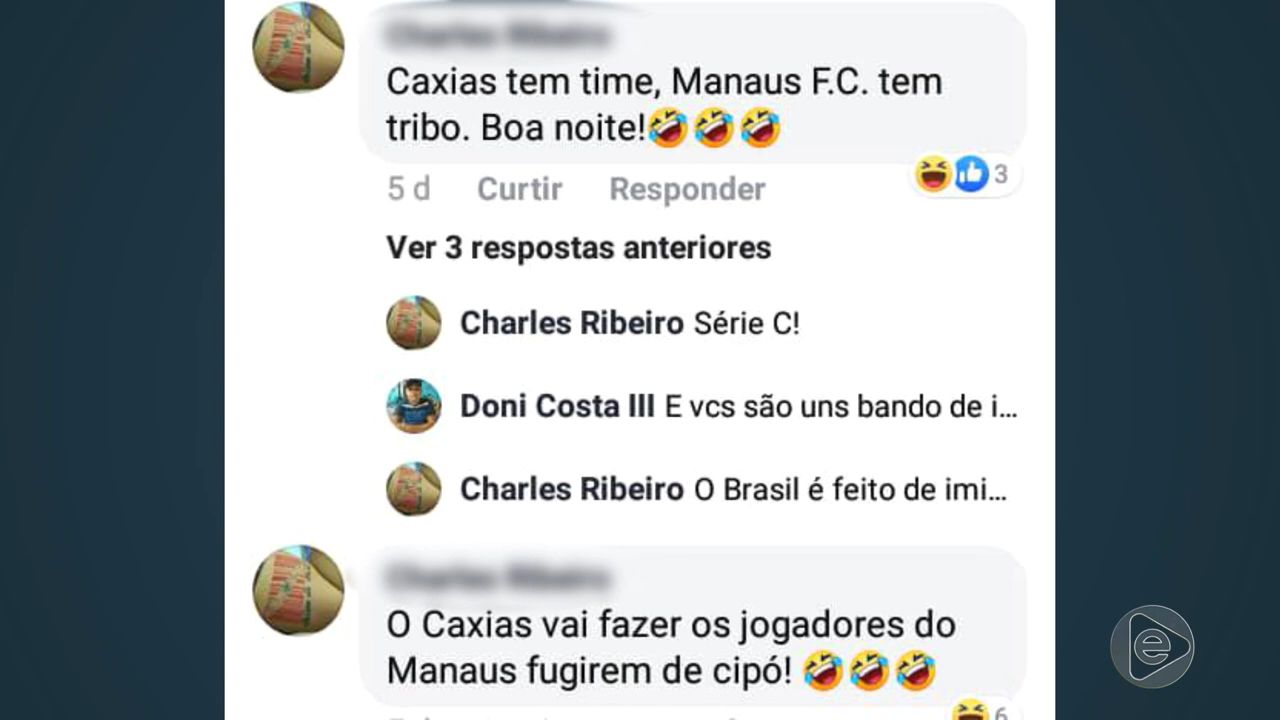 Caxias tem time, Manaus F.C. tem
tribo. Boa noite!🤣🤣🤣
3
5 d Curtir Responder
Ver 3 respostas anteriores
Charles Ribeiro Série C!
Doni Costa III E vcs são uns bando de i...
Charles Ribeiro O Brasil é feito de imi...
O Caxias vai fazer os jogadores do
Manaus fugirem de cipó! 🤣🤣🤣
6
e